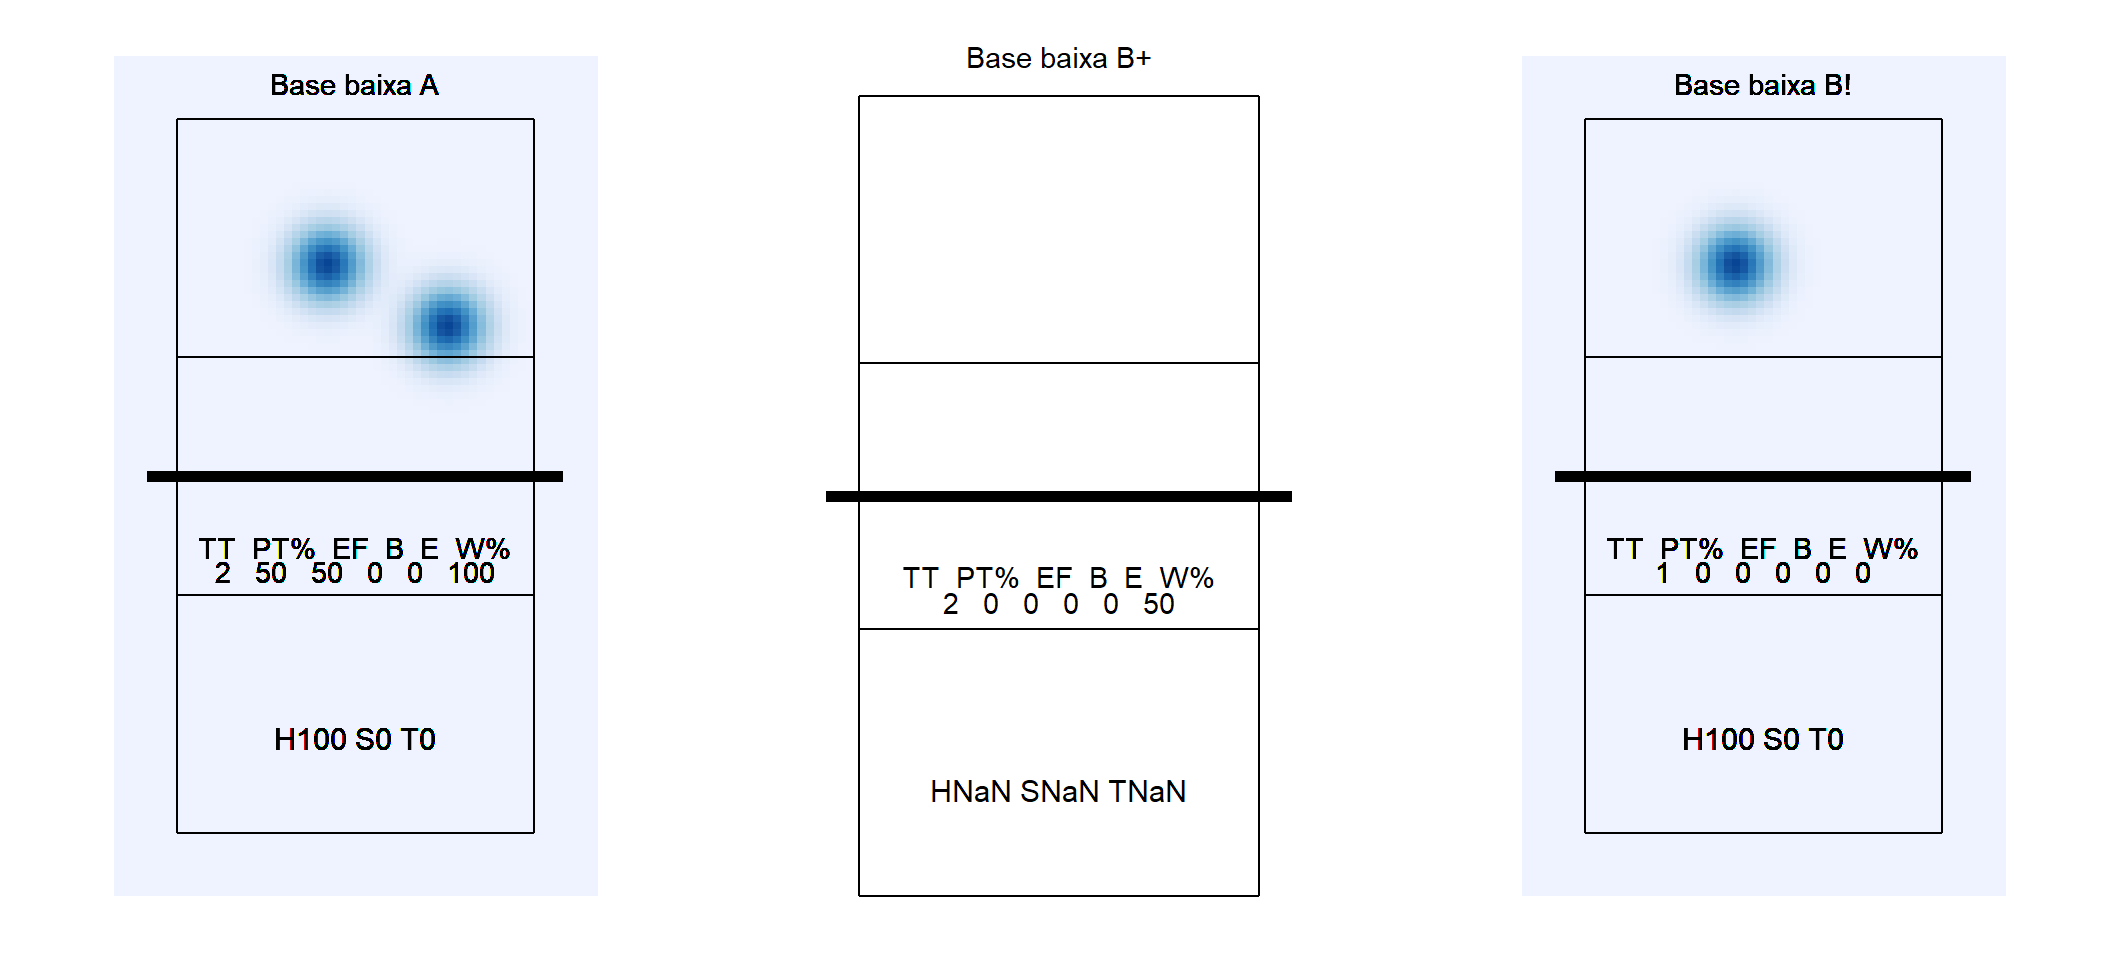 Base baixa A
TT PT% EF B E W%
2 50 50 0 0 100
H100 S0 T0
Base baixa B+
TT PT% EF B E W%
2 0 0 0 0 50
HNaN SNaN TNaN
Base baixa B!
TT PT% EF B E W%
1 0 0 0 0 0
H100 S0 T0